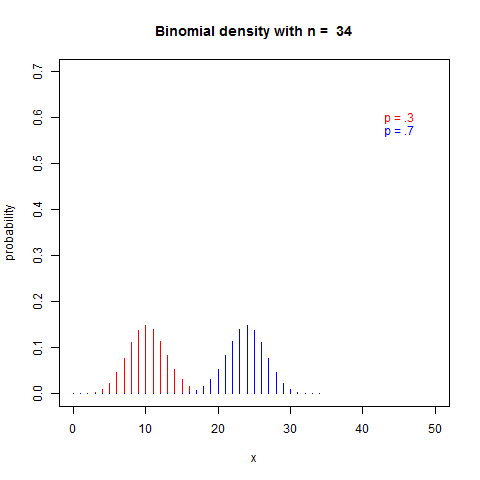 Binomial density with n =  34
0.7
0.6
0.5
0.4
0.3
0.2
0.1
0.0
probability
p = .3
p = .7
0 10 20 30 40 50
x